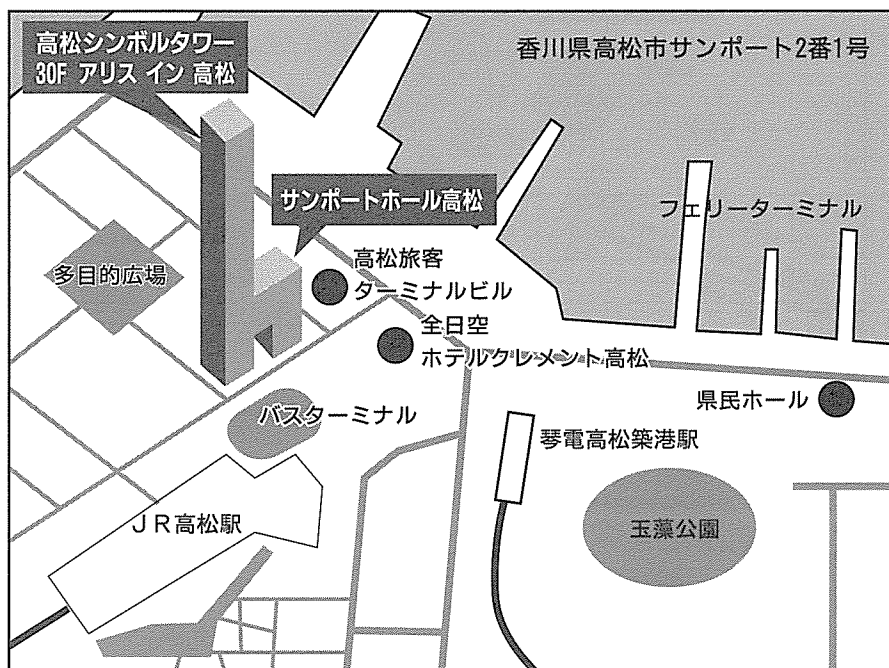 高松シンボルタワー
30F アリス イン 高松
香川県高松市サンポート2番1号
サンポートホール高松
フェリーターミナル
高松旅客
ターミナルビル
多目的広場
全日空
ホテルクレメント高松
県民ホール
バスターミナル
琴電高松築港駅
JR高松駅
玉藻公園